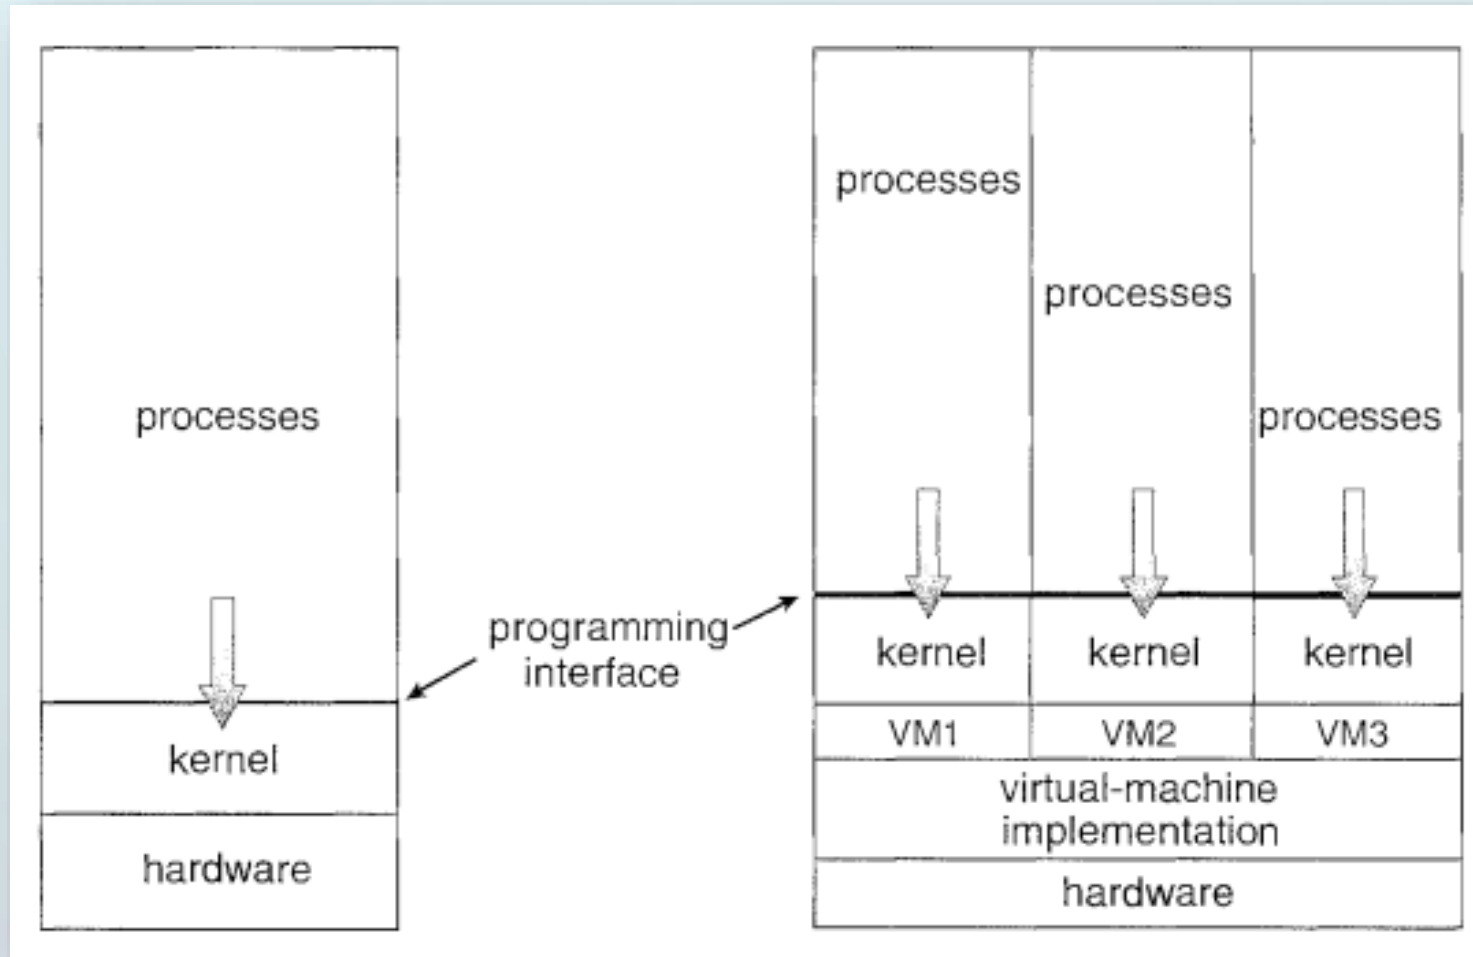 processes
kernel
hardware
programming
interface
processes
processes
processes
kernel
kernel
kernel
VM1
VM2
VM3
virtual-machine
implementation
hardware